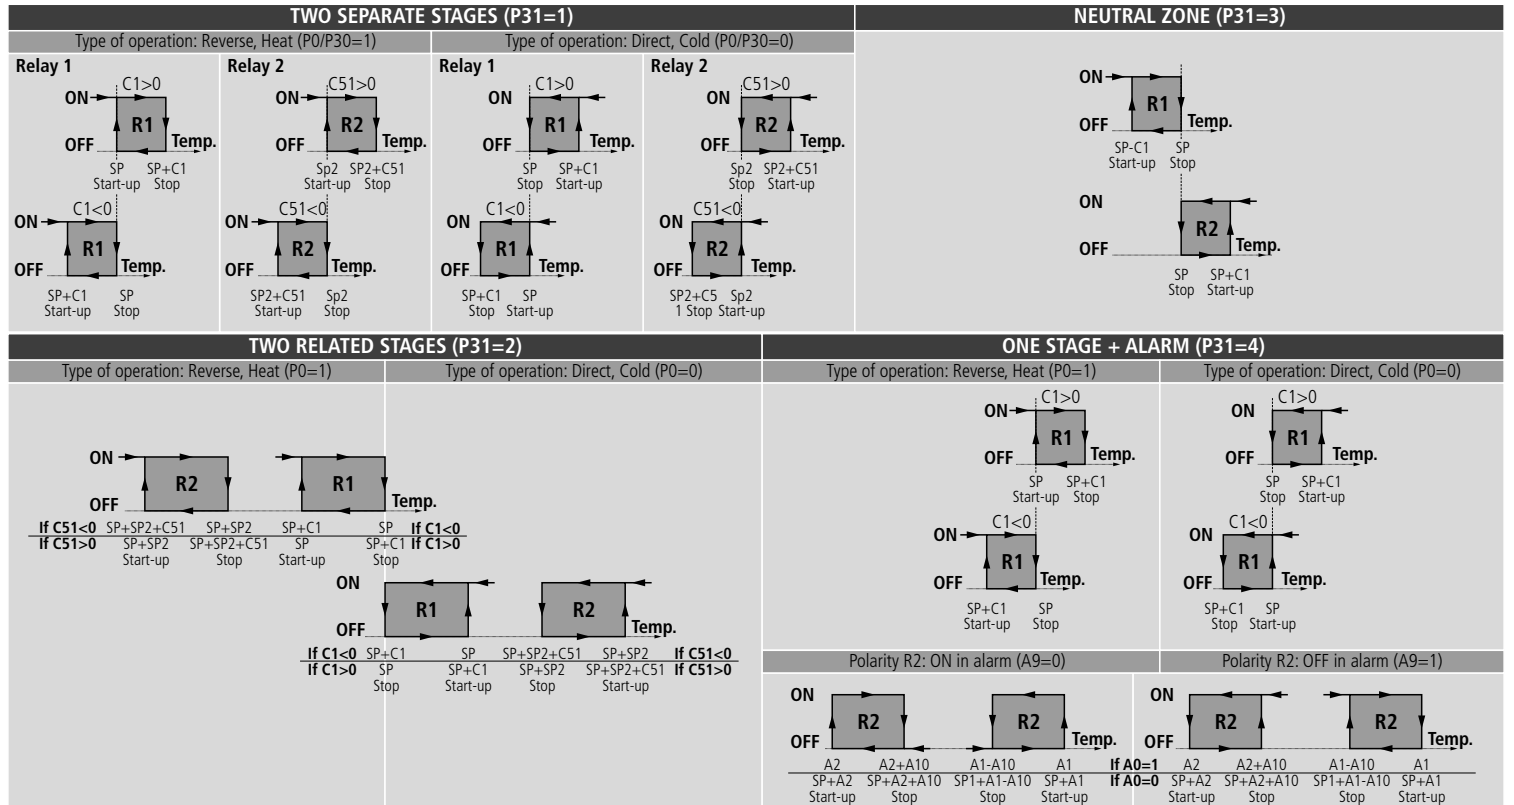 TWO SEPARATE STAGES (P31=1)
Type of operation: Reverse, Heat (P0/P30=1)
Type of operation: Direct, Cold (P0/P30=0)
Relay 1
C1>0
ON
R1
OFF
Temp.
SP SP+C1
Start-up Stop
C1<0
ON
R1
OFF
Temp.
SP+C1 SP
Start-up Stop
Relay 2
C51>0
ON
R2
OFF
Temp.
Sp2 SP2+C51
Start-up Stop
C51<0
ON
R2
OFF
Temp.
SP2+C51 Sp2
Start-up Stop
Relay 1
C1>0
ON
R1
OFF
Temp.
SP SP+C1
Stop Start-up
C1<0
ON
R1
OFF
Temp.
SP+C1 SP
Stop Start-up
Relay 2
C51>0
ON
R2
OFF
Temp.
Sp2 SP2+C51
Stop Start-up
C51<0
ON
R2
OFF
Temp.
SP2+C5 Sp2
1 Stop Start-up
NEUTRAL ZONE (P31=3)
ON
R1
OFF
Temp.
SP-C1 SP
Start-up Stop
ON
R2
OFF
Temp.
SP SP+C1
Stop Start-up
TWO RELATED STAGES (P31=2)
Type of operation: Reverse, Heat (P0=1)
Type of operation: Direct, Cold (P0=0)
ON
R2 R1
OFF
Temp.
If C51<0 SP+SP2+C51 SP+SP2 SP+C1 SP If C1<0
If C51>0 SP+SP2 SP+SP2+C51 SP SP+C1 If C1>0
Start-up Stop Start-up Stop
ON
R1 R2
OFF
Temp.
If C1<0 SP+C1 SP SP+SP2+C51 SP+SP2 If C51<0
If C1>0 SP SP+C1 SP+SP2 SP+SP2+C51 If C51>0
Stop Start-up Stop Start-up
ONE STAGE + ALARM (P31=4)
Type of operation: Reverse, Heat (P0=1)
Type of operation: Direct, Cold (P0=0)
C1>0
ON
R1
OFF
Temp.
SP SP+C1
Start-up Stop
C1<0
ON
R1
OFF
Temp.
SP+C1 SP
Start-up Stop
C1>0
ON
R1
OFF
Temp.
SP SP+C1
Stop Start-up
C1<0
ON
R1
OFF
Temp.
SP+C1 SP
Stop Start-up
Polarity R2: ON in alarm (A9=0)
Polarity R2: OFF in alarm (A9=1)
ON
R2 R2
OFF
Temp.
ON
R2 R2
OFF
Temp.
A2 A2+A10 A1-A10 A1 If A0=1 A2 A2+A10 A1-A10 A1
SP+A2 SP+A2+A10 SP1+A1-A10 SP+A1 If A0=0 SP+A2 SP+A2+A10 SP1+A1-A10 SP+A1
Start-up Stop Stop Start-up Start-up Stop Stop Start-up